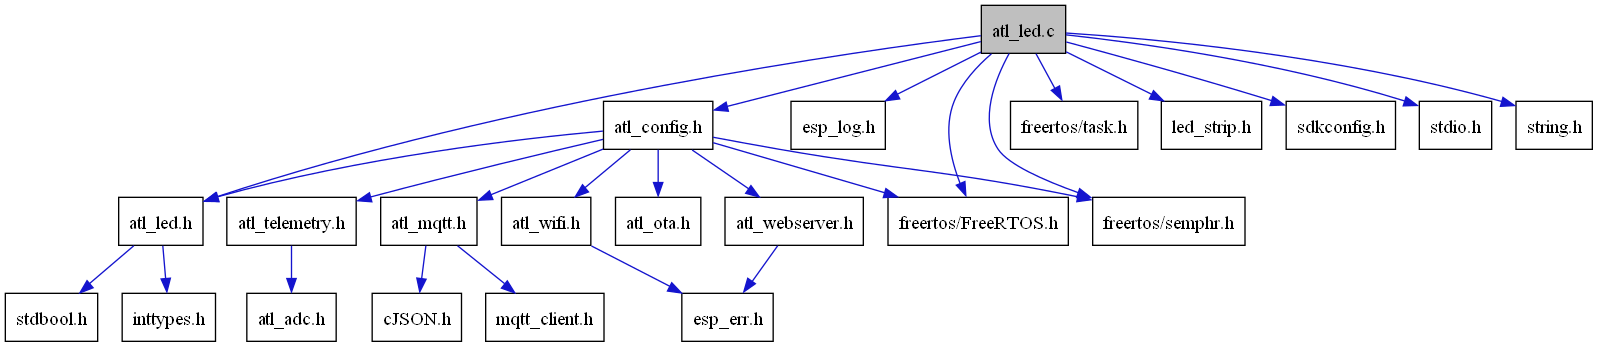 atl_led.c
atl_config.h
esp_log.h
freertos/task.h
led_strip.h
sdkconfig.h
stdio.h
string.h
atl_led.h
atl_telemetry.h
atl_mqtt.h
atl_wifi.h
atl_ota.h
atl_webserver.h
freertos/FreeRTOS.h
freertos/semphr.h
stdbool.h
inttypes.h
atl_adc.h
cJSON.h
mqtt_client.h
esp_err.h